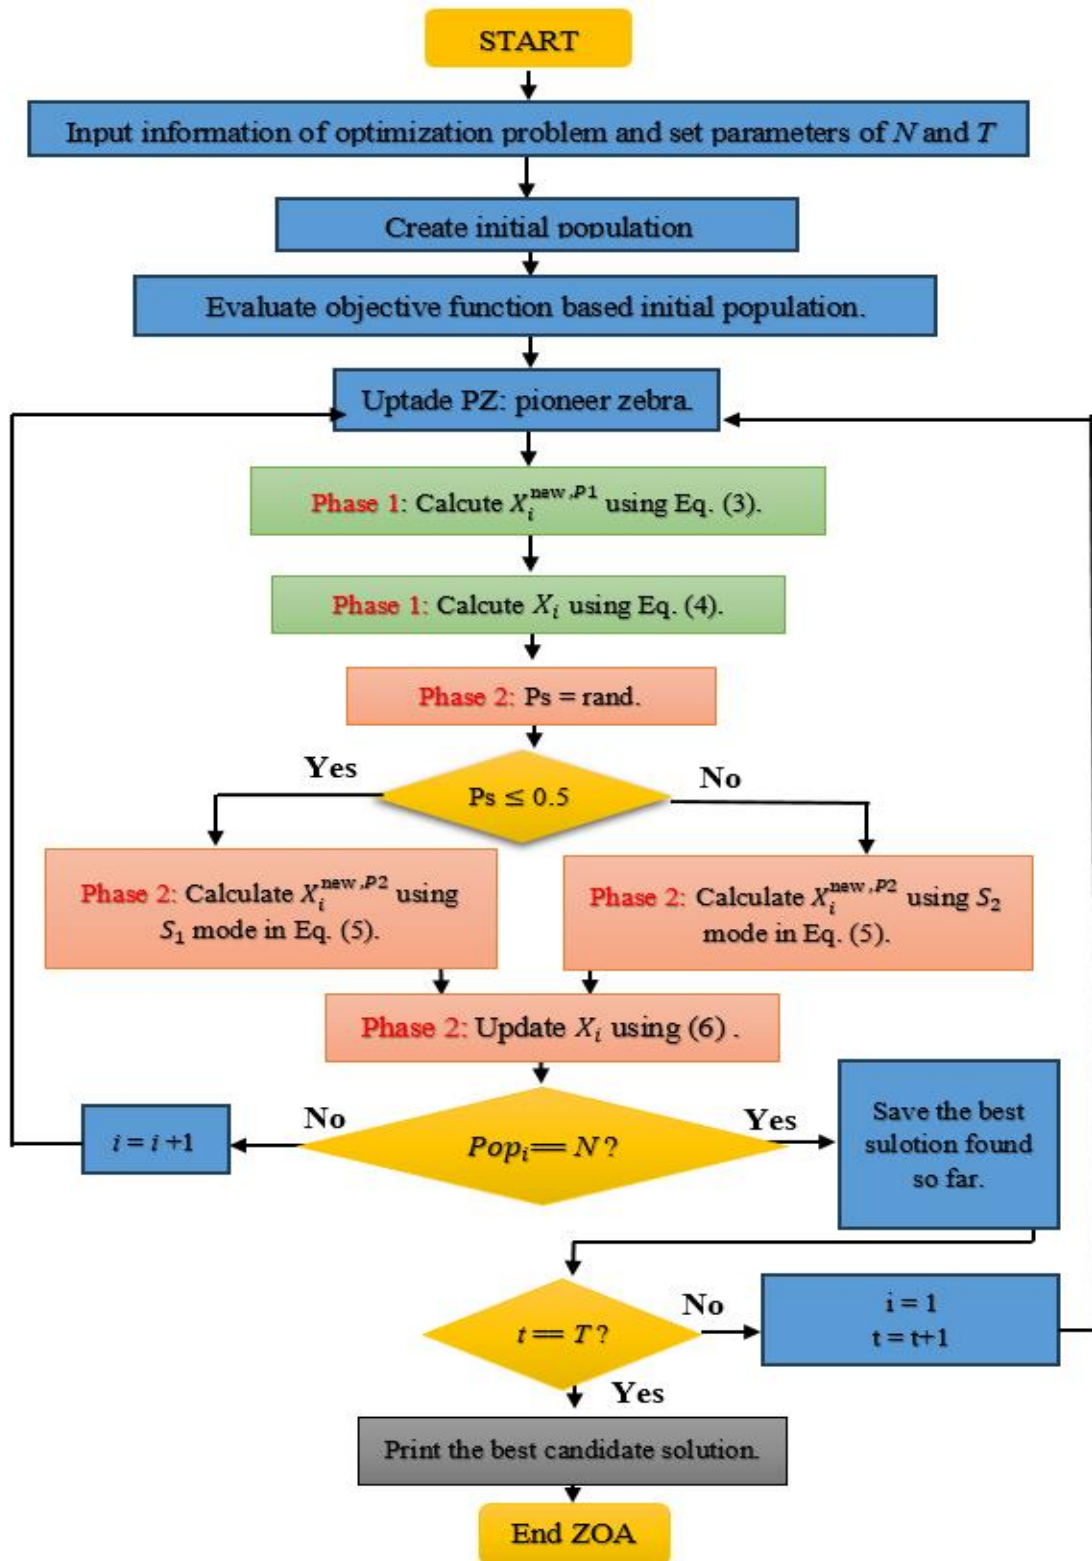 START
Input information of optimization problem and set parameters of N and T
Create initial population
Evaluate objective function based initial population.
Uptade PZ: pioneer zebra.
Phase 1: Calcute X_i^{new,P1} using Eq. (3).
Phase 1: Calcute X_i using Eq. (4).
Phase 2: Ps = rand.
Yes
No
Ps ≤ 0.5
Phase 2: Calculate X_i^{new,P2} using
S_1 mode in Eq. (5).
Phase 2: Calculate X_i^{new,P2} using S_2
mode in Eq. (5).
Phase 2: Update X_i using (6) .
i = i +1
No
Pop_i== N ?
Yes
Save the best
sulotion found
so far.
t == T ?
No
i = 1
t = t+1
Yes
Print the best candidate solution.
End ZOA